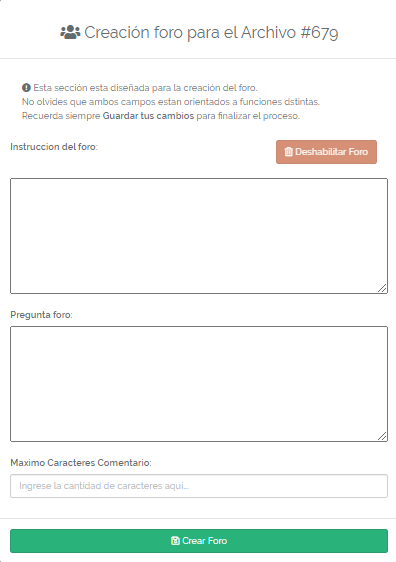 Creación foro para el Archivo #679
Esta sección esta diseñada para la creación del foro.
No olvides que ambos campos estan orientados a funciones dstintas.
Recuerda siempre Guardar tus cambios para finalizar el proceso.
Instruccion del foro:
Deshabilitar Foro
Pregunta foro:
Maximo Caracteres Comentario:
Ingrese la cantidad de caracteres aqui...
Crear Foro